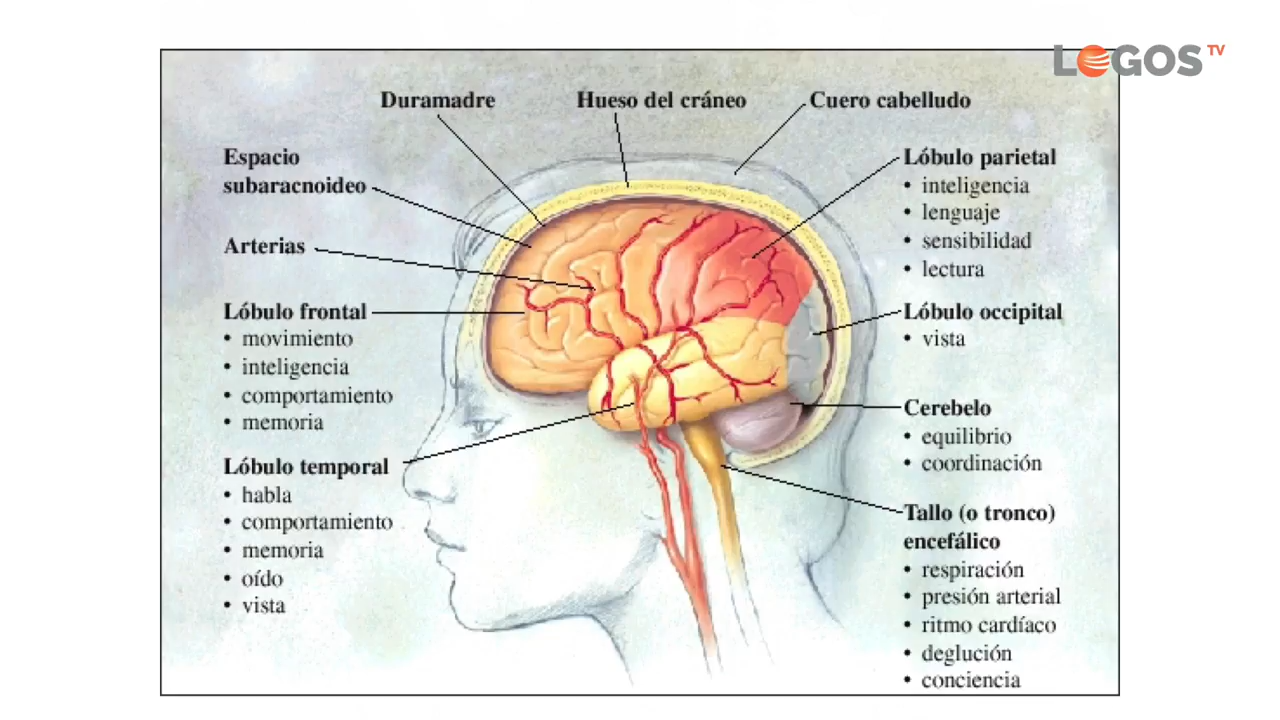 LOGOS TV
Duramadre
Hueso del cráneo
Cuero cabelludo
Espacio
subaracnoideo
Arterias
Lóbulo frontal
• movimiento
• inteligencia
• comportamiento
• memoria
Lóbulo temporal
• habla
• comportamiento
• memoria
• oído
• vista
Lóbulo parietal
• inteligencia
• lenguaje
• sensibilidad
• lectura
Lóbulo occipital
• vista
Cerebelo
• equilibrio
• coordinación
Tallo (o tronco)
encefálico
• respiración
• presión arterial
• ritmo cardíaco
• deglución
• conciencia